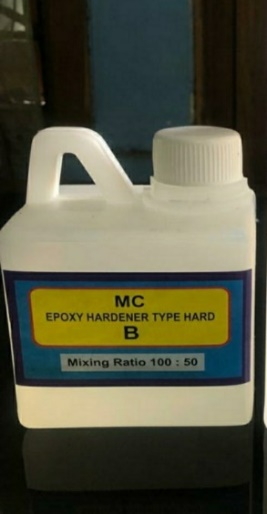 MC
EPOXY HARDENER TYPE HARD
B
Mixing Ratio 100 : 50